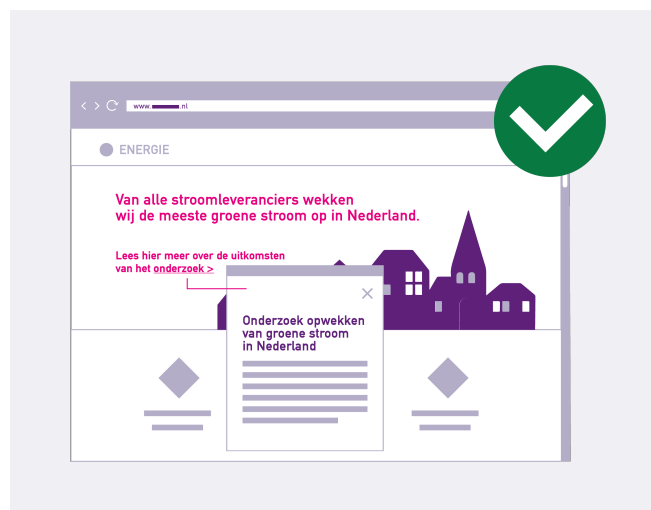 www. .nl
ENERGIE
Van alle stroomleveranciers wekken
wij de meeste groene stroom op in Nederland.
Lees hier meer over de uitkomsten
van het onderzoek >
Onderzoek opwekken
van groene stroom
in Nederland